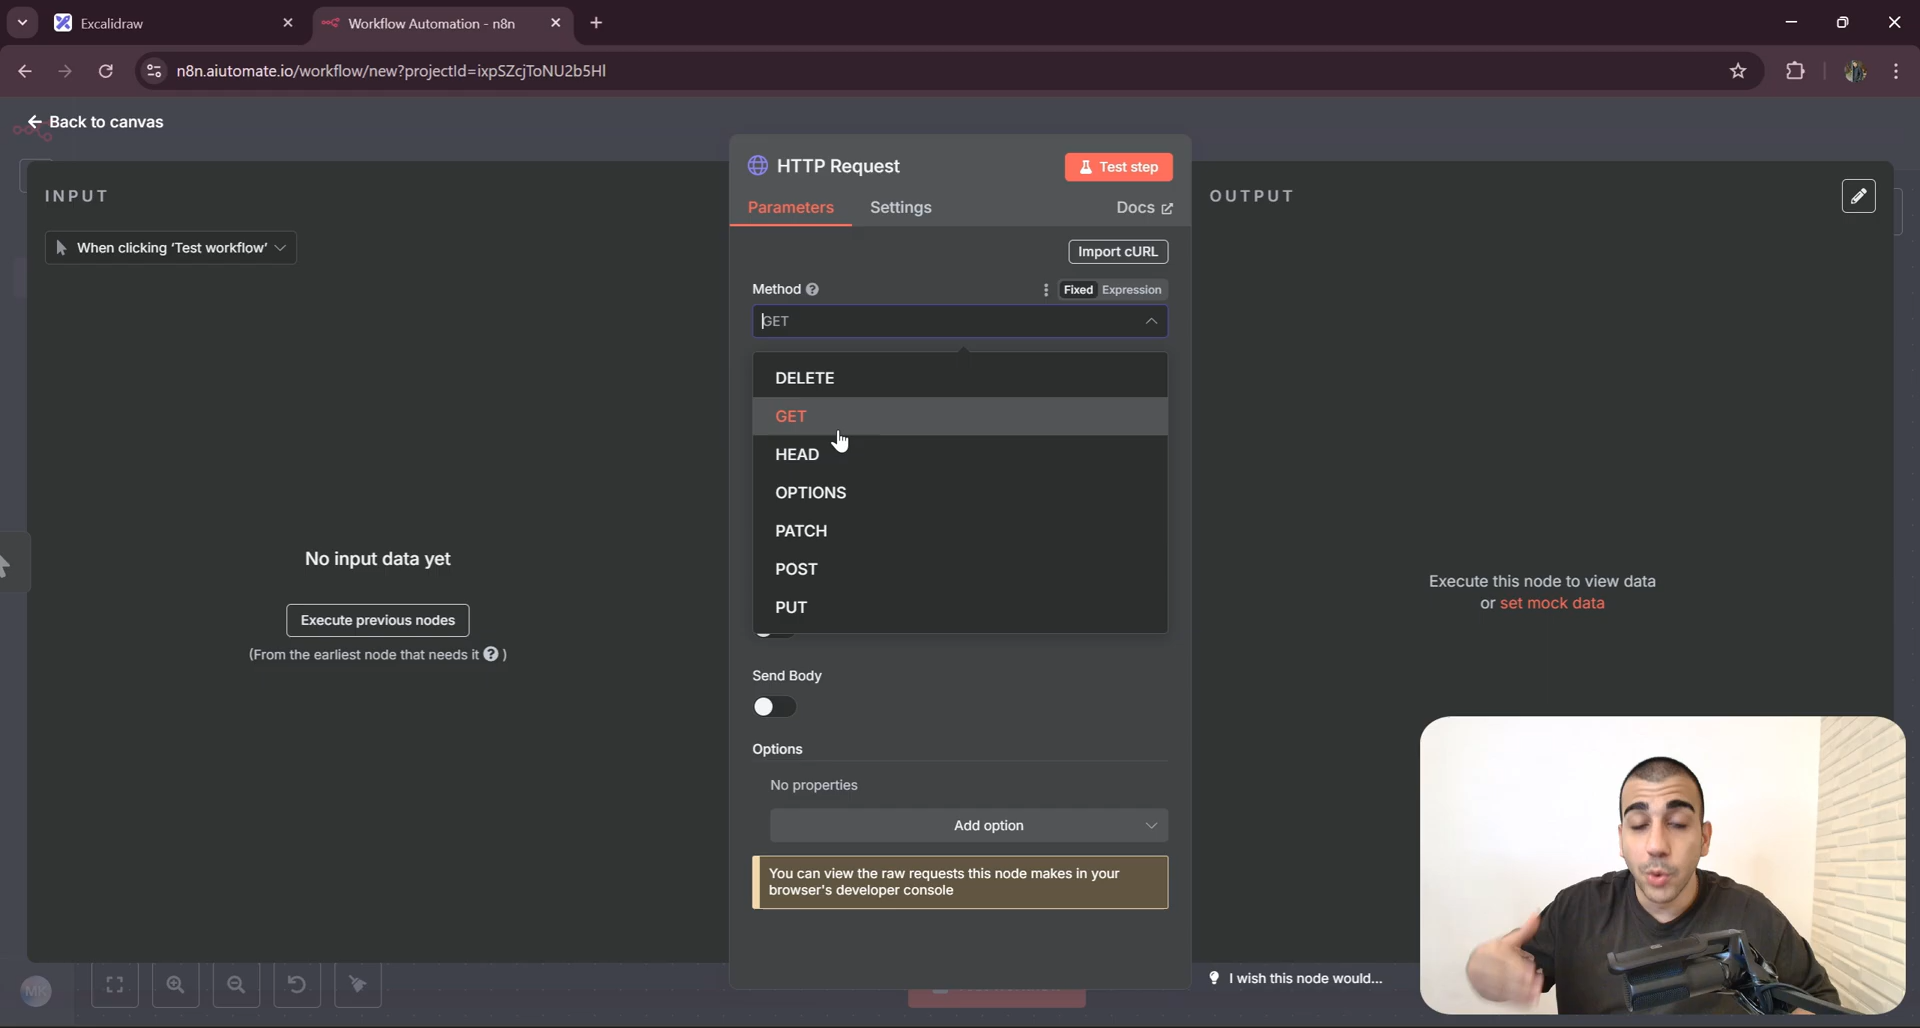 Excalidraw
Workflow Automation - n8n
n8n.aiutomate.io/workflow/new?projectId=ixpSZcjToNU2b5Hl
Back to canvas
INPUT
When clicking ‘Test workflow’
No input data yet
Execute previous nodes
(From the earliest node that needs it ? )
HTTP Request
Test step
Parameters
Settings
Docs
Import cURL
Method ?
Fixed Expression
GET
DELETE
GET
HEAD
OPTIONS
PATCH
POST
PUT
Send Body
Options
No properties
Add option
You can view the raw requests this node makes in your
browser's developer console
OUTPUT
Execute this node to view data
or set mock data
I wish this node would...
MK